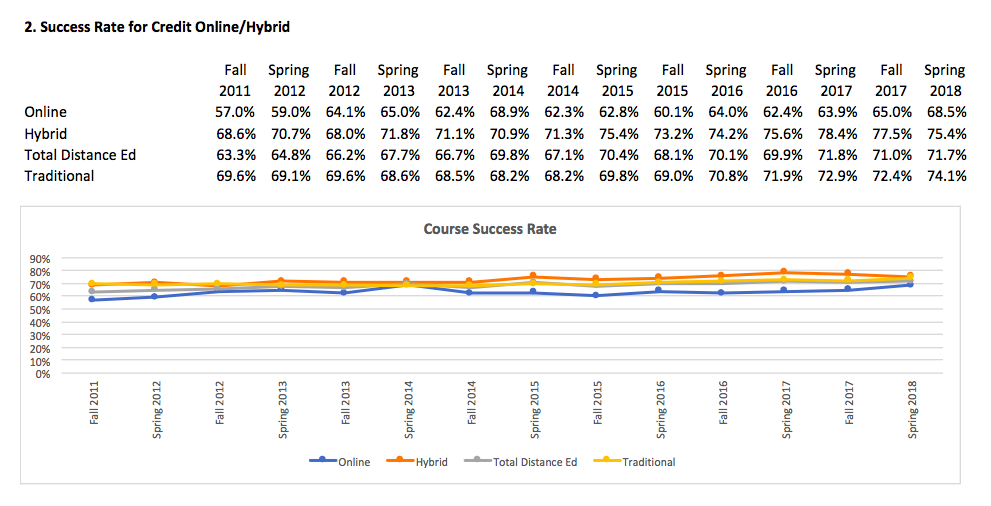 2. Success Rate for Credit Online/Hybrid
Fall Spring Fall Spring Fall Spring Fall Spring Fall Spring Fall Spring Fall Spring
2011 2012 2012 2013 2013 2014 2014 2015 2015 2016 2016 2017 2017 2018
Online 57.0% 59.0% 64.1% 65.0% 62.4% 68.9% 62.3% 62.8% 60.1% 64.0% 62.4% 63.9% 65.0% 68.5%
Hybrid 68.6% 70.7% 68.0% 71.8% 71.1% 70.9% 71.3% 75.4% 73.2% 74.2% 75.6% 78.4% 77.5% 75.4%
Total Distance Ed 63.3% 64.8% 66.2% 67.7% 66.7% 69.8% 67.1% 70.4% 68.1% 70.1% 69.9% 71.8% 71.0% 71.7%
Traditional 69.6% 69.1% 69.6% 68.6% 68.5% 68.2% 68.2% 69.8% 69.0% 70.8% 71.9% 72.9% 72.4% 74.1%
Course Success Rate
90%
80%
70%
60%
50%
40%
30%
20%
10%
0%
Fall 2011
Spring 2012
Fall 2012
Spring 2013
Fall 2013
Spring 2014
Fall 2014
Spring 2015
Fall 2015
Spring 2016
Fall 2016
Spring 2017
Fall 2017
Spring 2018
Online Hybrid Total Distance Ed Traditional